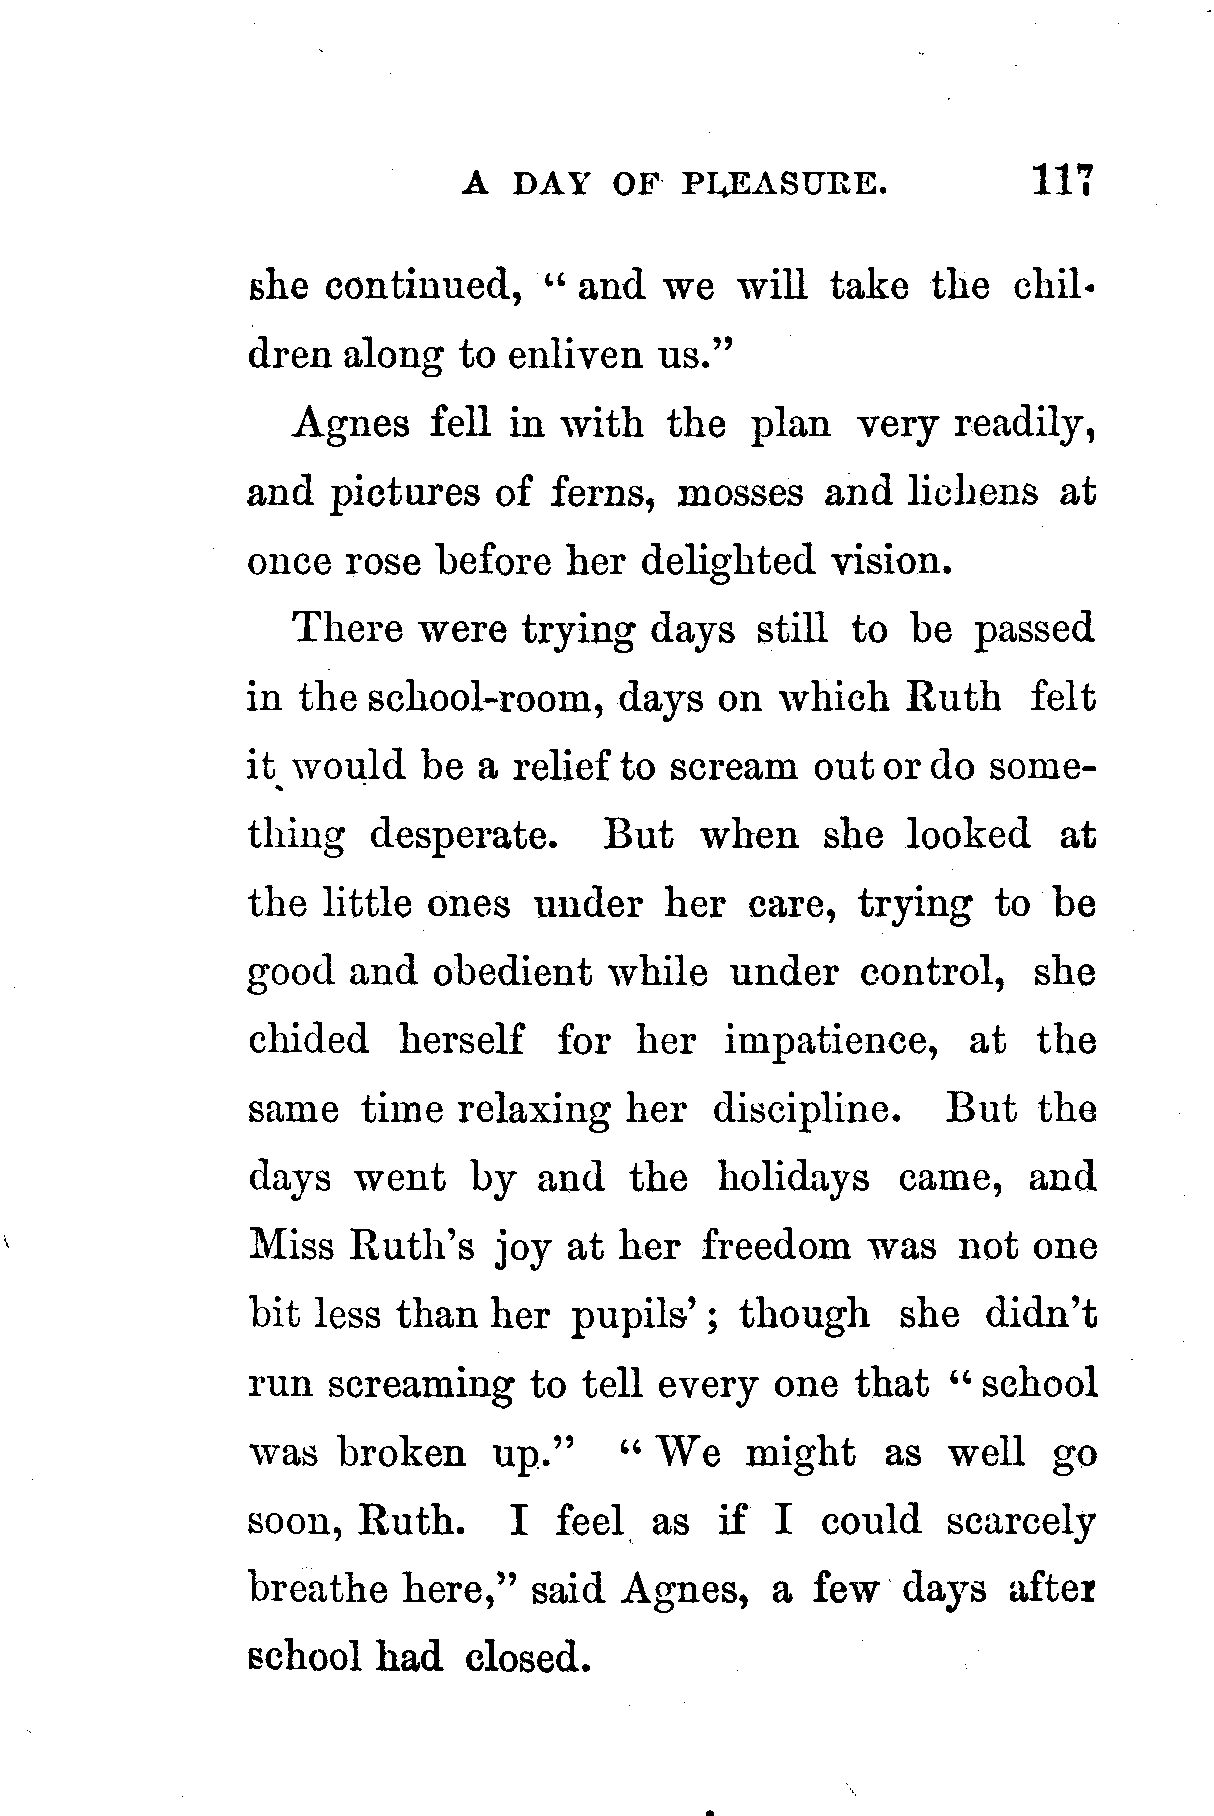 A DAY OF PLEASURE. 117
she continued, “ and we will take the chil-
dren along to enliven us.”
Agnes fell in with the plan very readily,
and pictures of ferns, mosses and lichens at
once rose before her delighted vision.
There were trying days still to be passed
in the school-room, days on which Ruth felt
it would be a relief to scream out or do some-
thing desperate. But when she looked at
the little ones under her care, trying to be
good and obedient while under control, she
chided herself for her impatience, at the
same time relaxing her discipline. But the
days went by and the holidays came, and
Miss Ruth’s joy at her freedom was not one
bit less than her pupils’ ; though she didn’t
run screaming to tell every one that “ school
was broken up.” “ We might as well go
soon, Ruth. I feel as if I could scarcely
breathe here,” said Agnes, a few days after
school had closed.